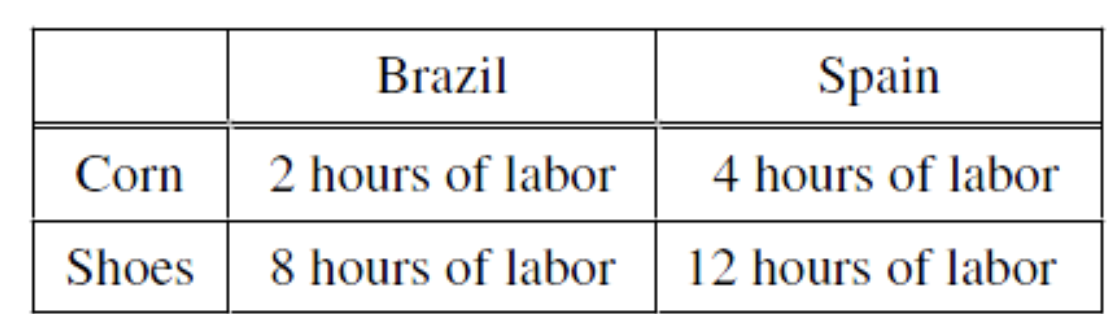 Brazil Spain
Corn 2 hours of labor 4 hours of labor
Shoes 8 hours of labor 12 hours of labor